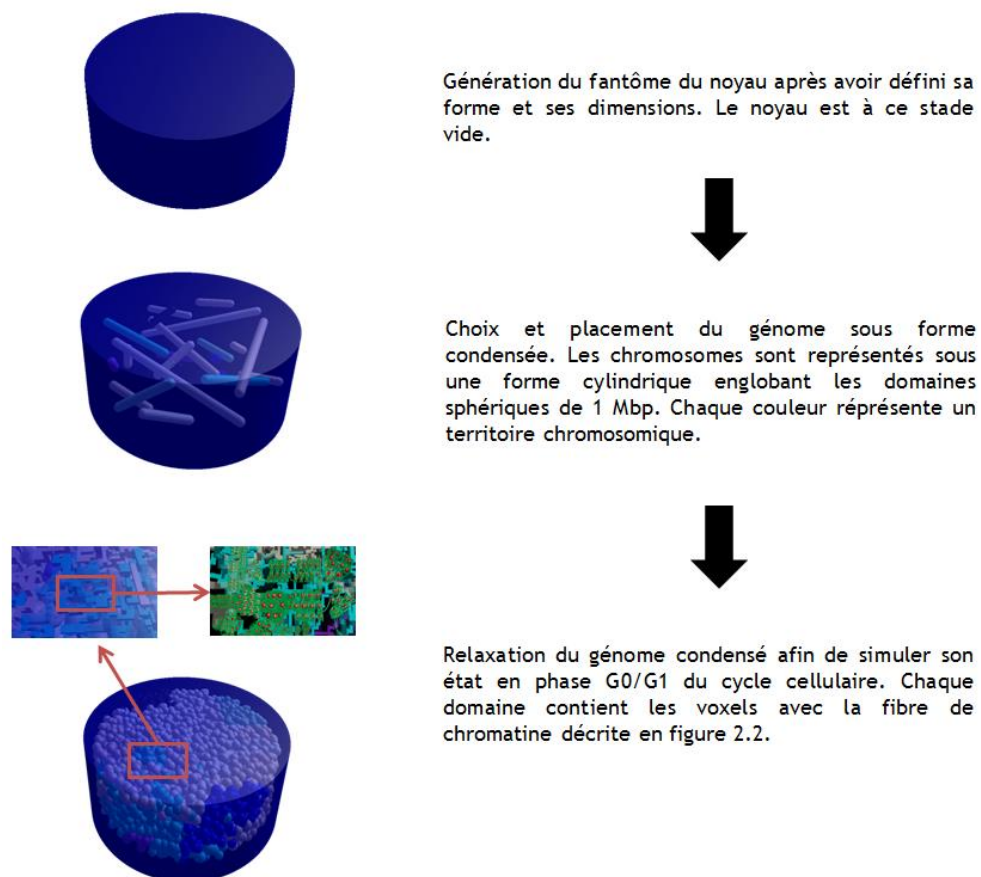 Génération du fantôme du noyau après avoir défini sa
forme et ses dimensions. Le noyau est à ce stade
vide.
Choix et placement du génome sous forme
condensée. Les chromosomes sont représentés sous
une forme cylindrique englobant les domaines
sphériques de 1 Mbp. Chaque couleur réprésente un
territoire chromosomique.
Relaxation du génome condensé afin de simuler son
état en phase G0/G1 du cycle cellulaire. Chaque
domaine contient les voxels avec la fibre de
chromatine décrite en figure 2.2.